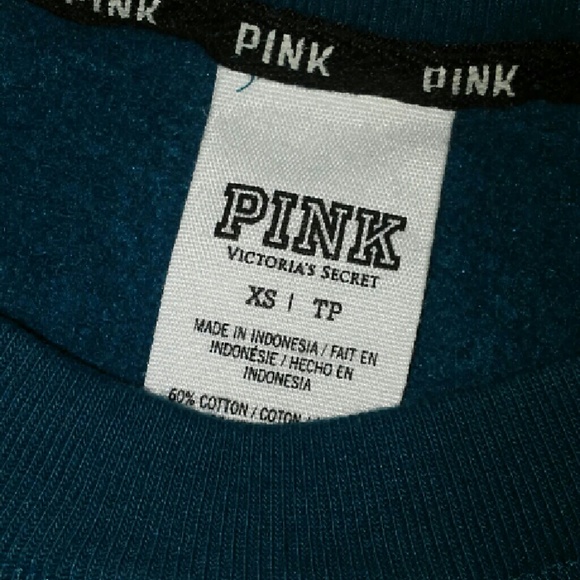 PINK PINK PINK
PINK
VICTORIA'S SECRET
XS | TP
MADE IN INDONESIA / FAIT EN
INDONÉSIE / HECHO EN
INDONESIA
60% COTTON / COTON /